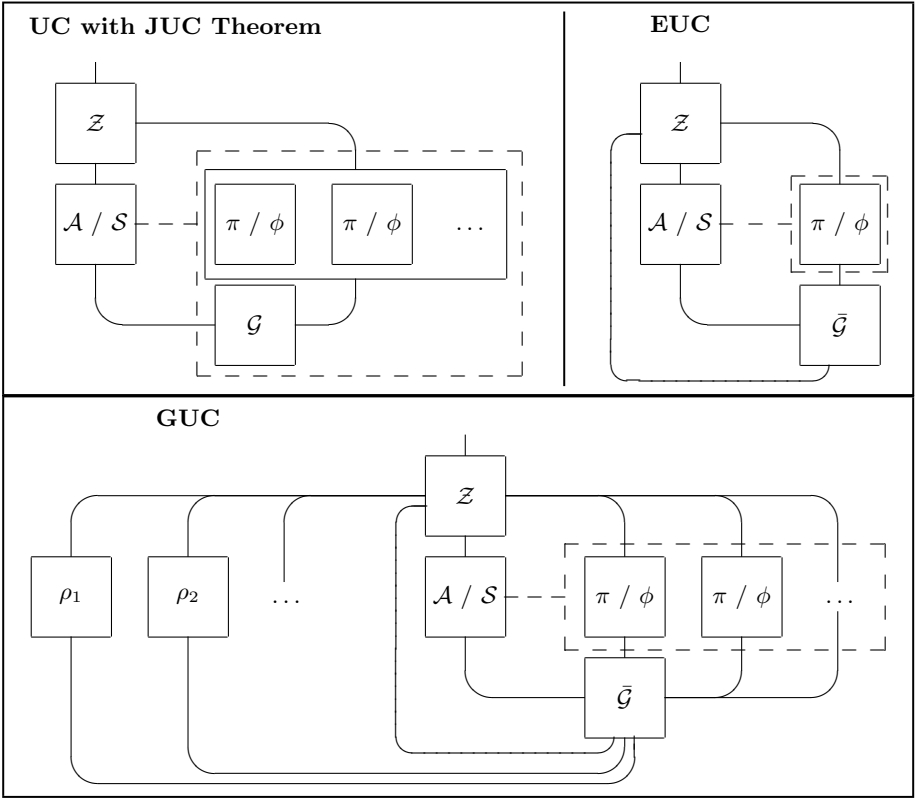 UC with JUC Theorem
𝒵
𝒜 / 𝒮
π / ϕ
π / ϕ
...
𝒢
EUC
𝒵
𝒜 / 𝒮
π / ϕ
𝒢̄
GUC
𝒵
ρ₁
ρ₂
...
𝒜 / 𝒮
π / ϕ
π / ϕ
...
𝒢̄